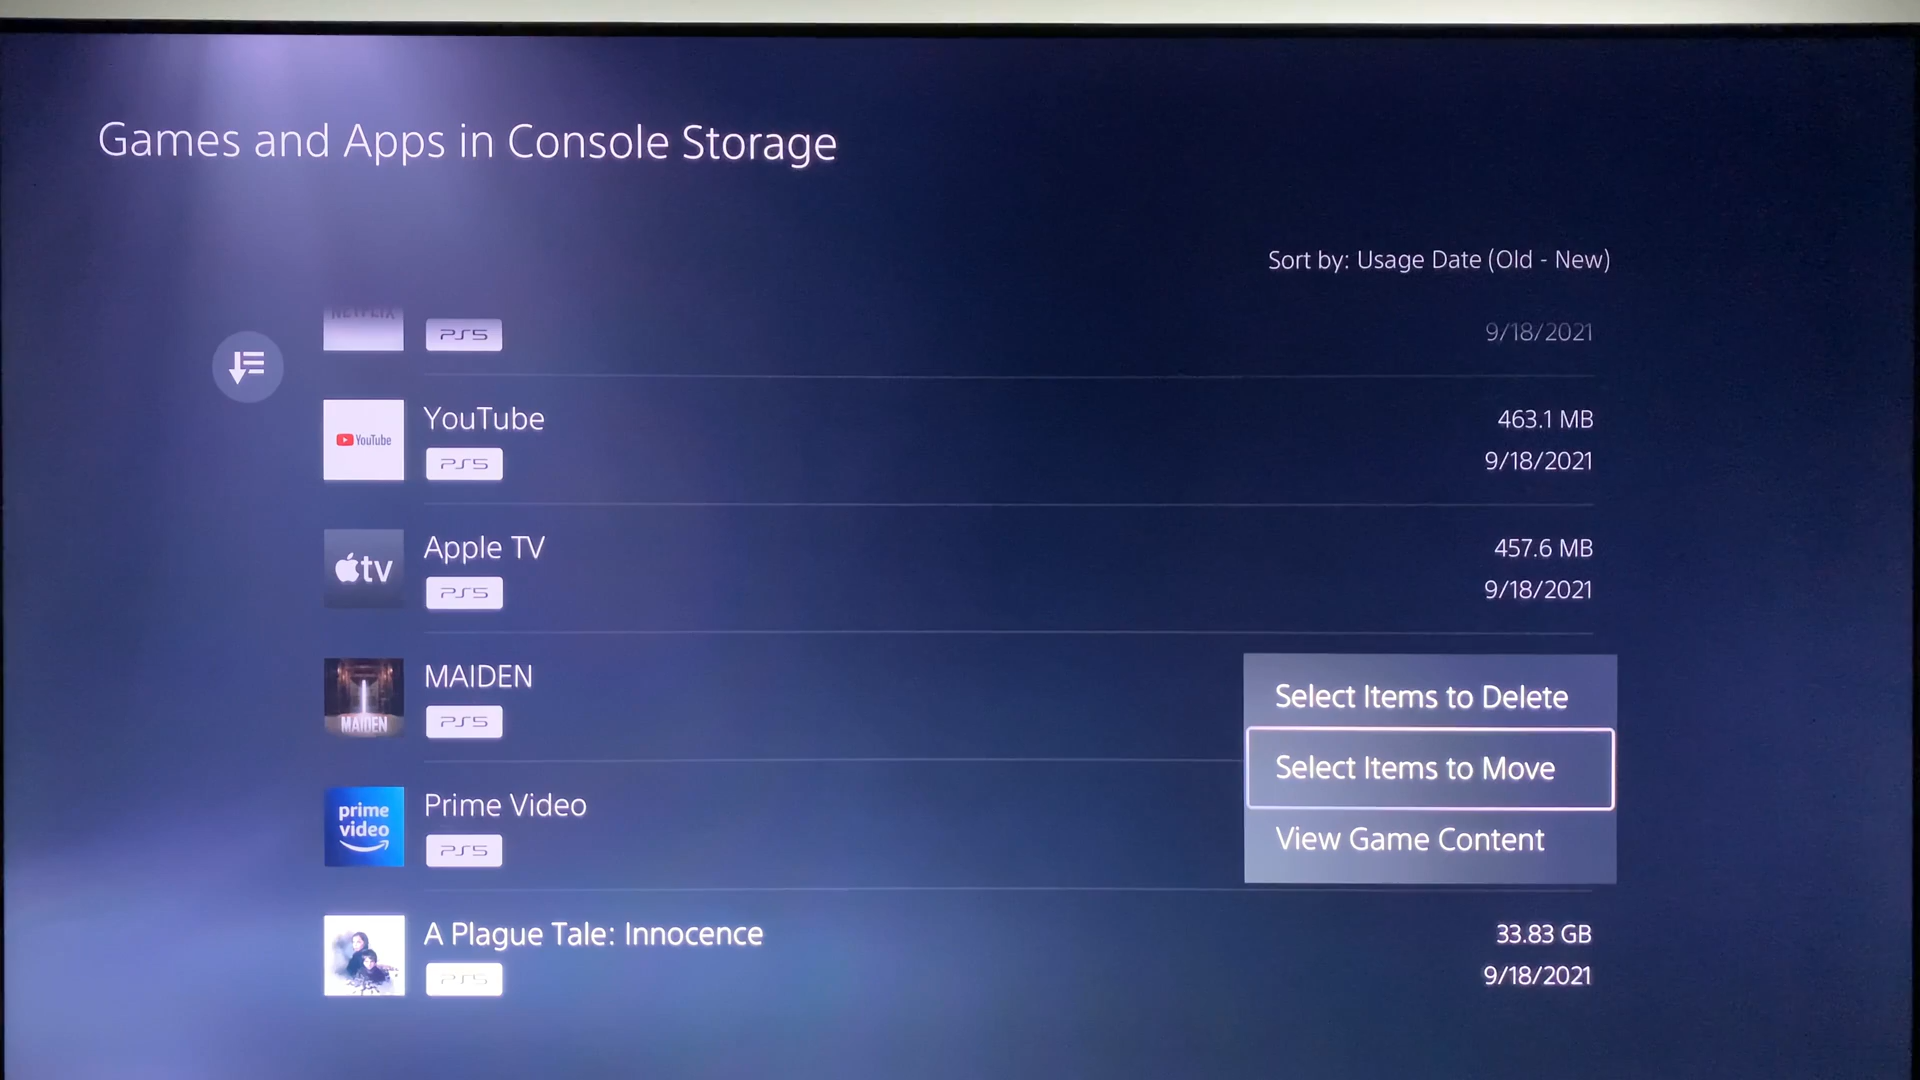 Games and Apps in Console Storage
Sort by: Usage Date (Old - New)
NETFLIX
PS5
9/18/2021
YouTube
YouTube
463.1 MB
PS5
9/18/2021
Apple TV
457.6 MB
tv
PS5
9/18/2021
MAIDEN
MAIDEN
PS5
Select Items to Delete
Select Items to Move
View Game Content
Prime Video
prime
video
PS5
A Plague Tale: Innocence
33.83 GB
PS5
9/18/2021